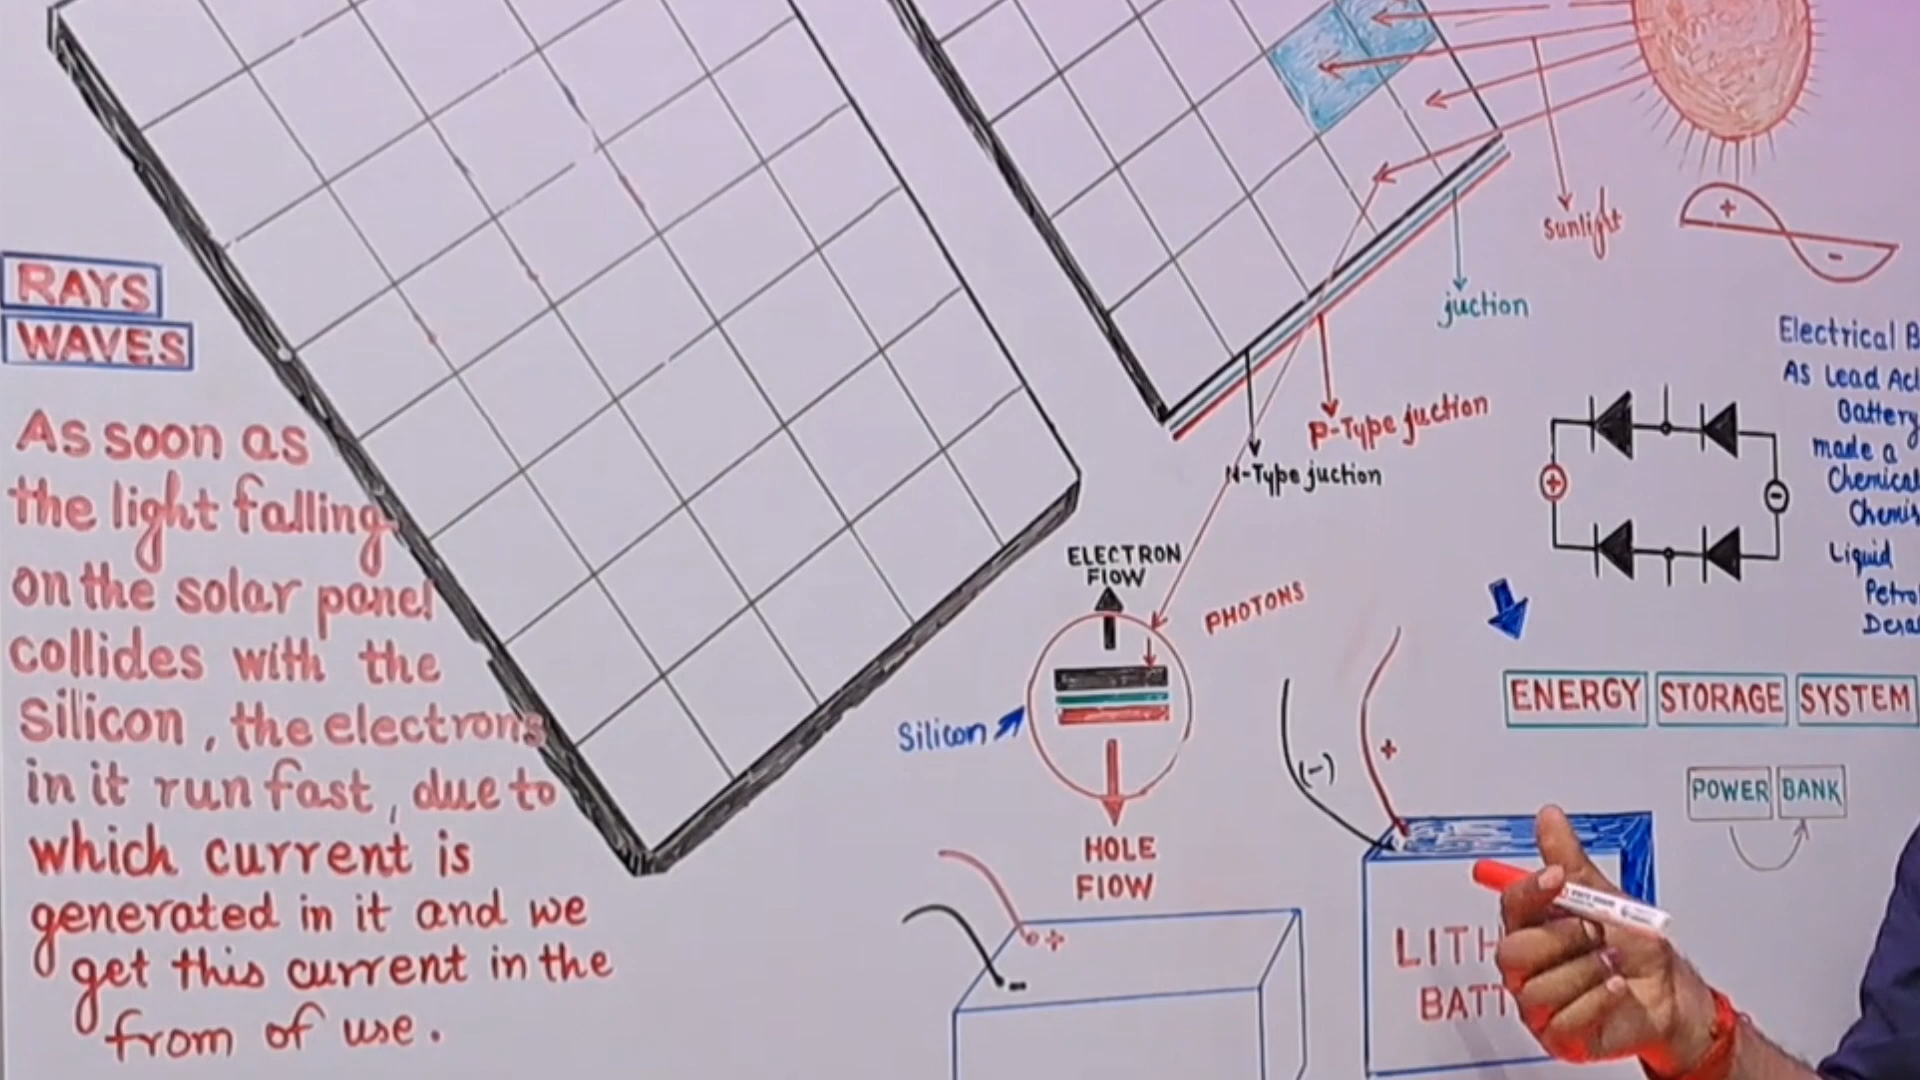 RAYS
WAVES
As soon as
the light falling
on the solar panel
collides with the
silicon, the electrons
in it run fast, due to
which current is
generated in it and we
get this current in the
from of use.
sunlight
+
-
juction
P-Type juction
N-Type juction
ELECTRON
FLOW
PHOTONS
Silicon
HOLE
FLOW
+
-
Electrical B
As Lead
Battery
made a
Chemical
Chemis
Liquid
Petrol
+
-
ENERGY STORAGE SYSTEM
POWER BANK
(-)
+
LITH
BATT